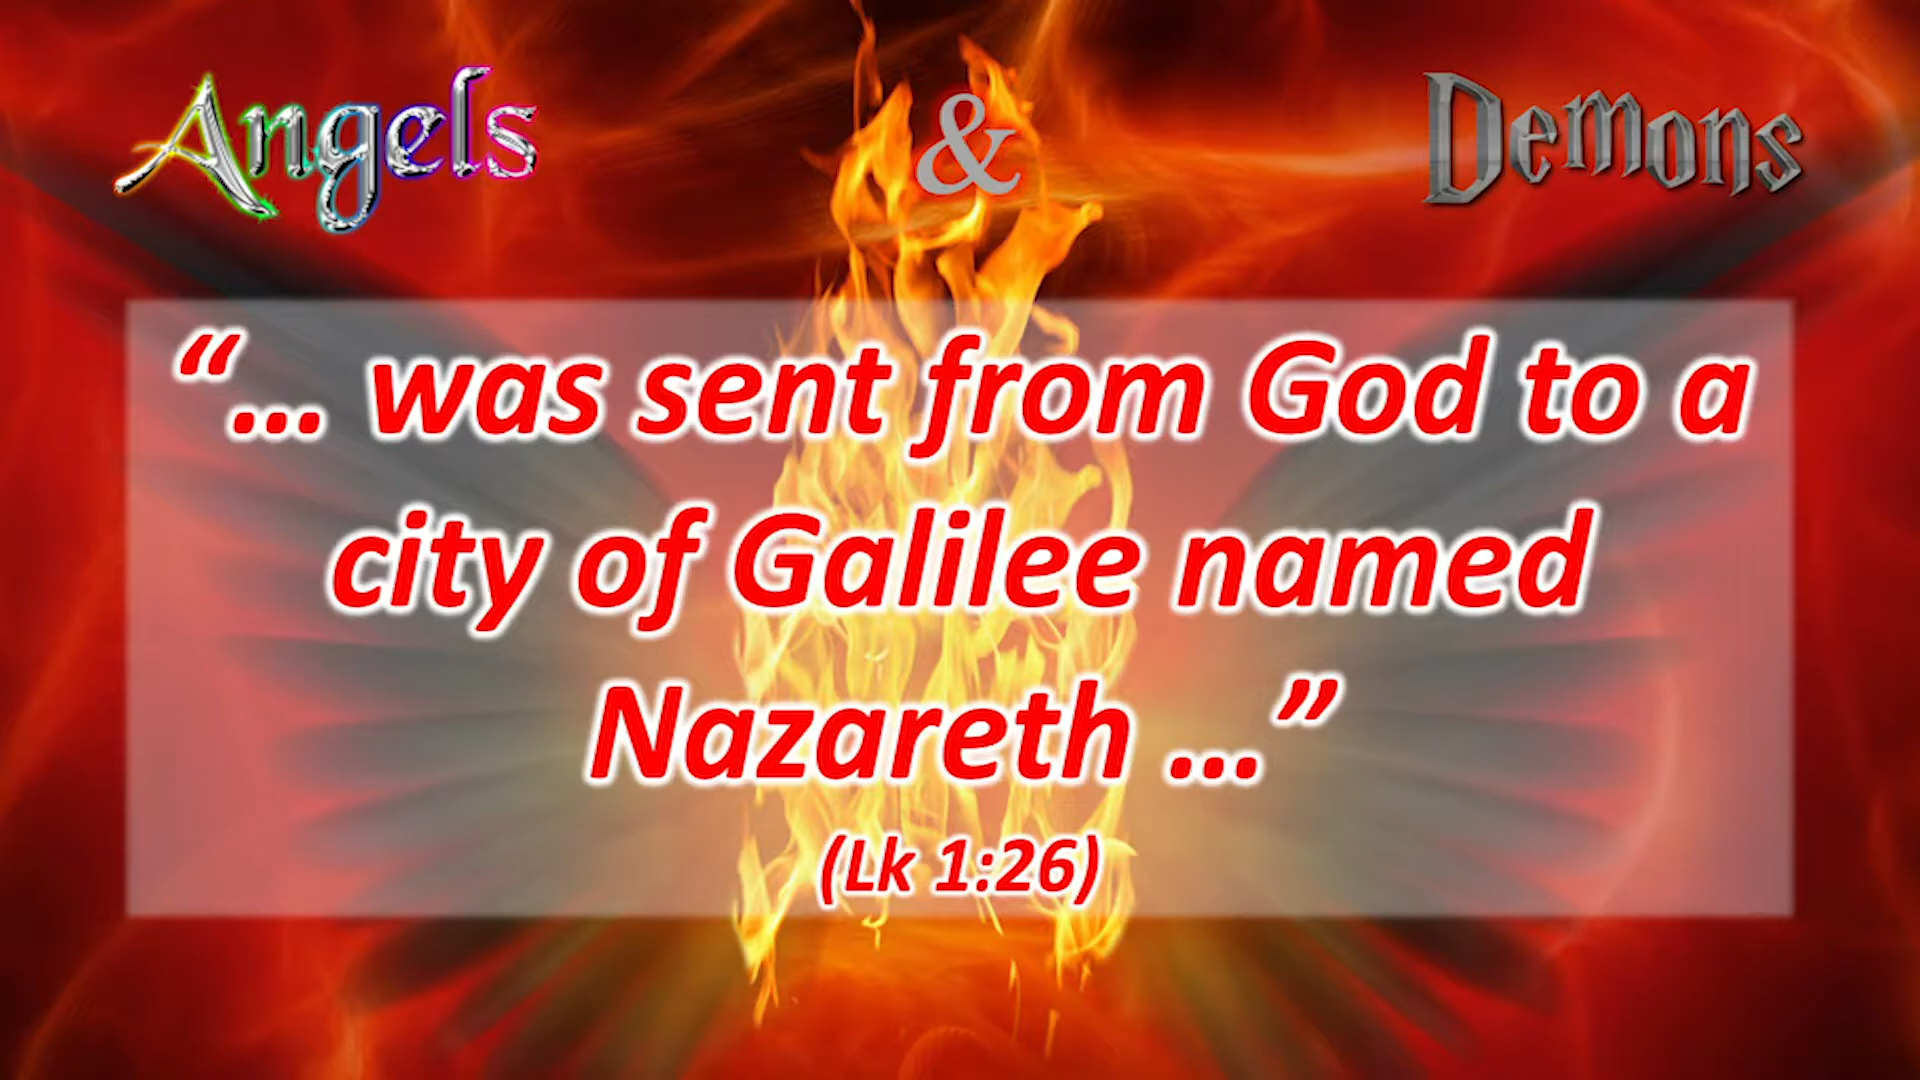 Angels & Demons
“... was sent from God to a
city of Galilee named
Nazareth ...”
(Lk 1:26)